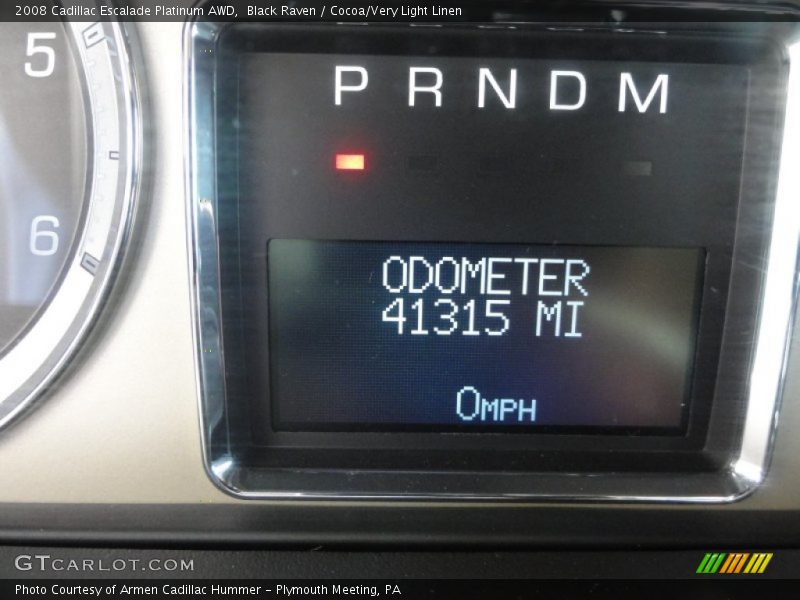 2008 Cadillac Escalade Platinum AWD, Black Raven / Cocoa/Very Light Linen
5
6
P R N D M
ODOMETER
41315 MI
0MPH
GTCARLOT.COM
Photo Courtesy of Armen Cadillac Hummer - Plymouth Meeting, PA